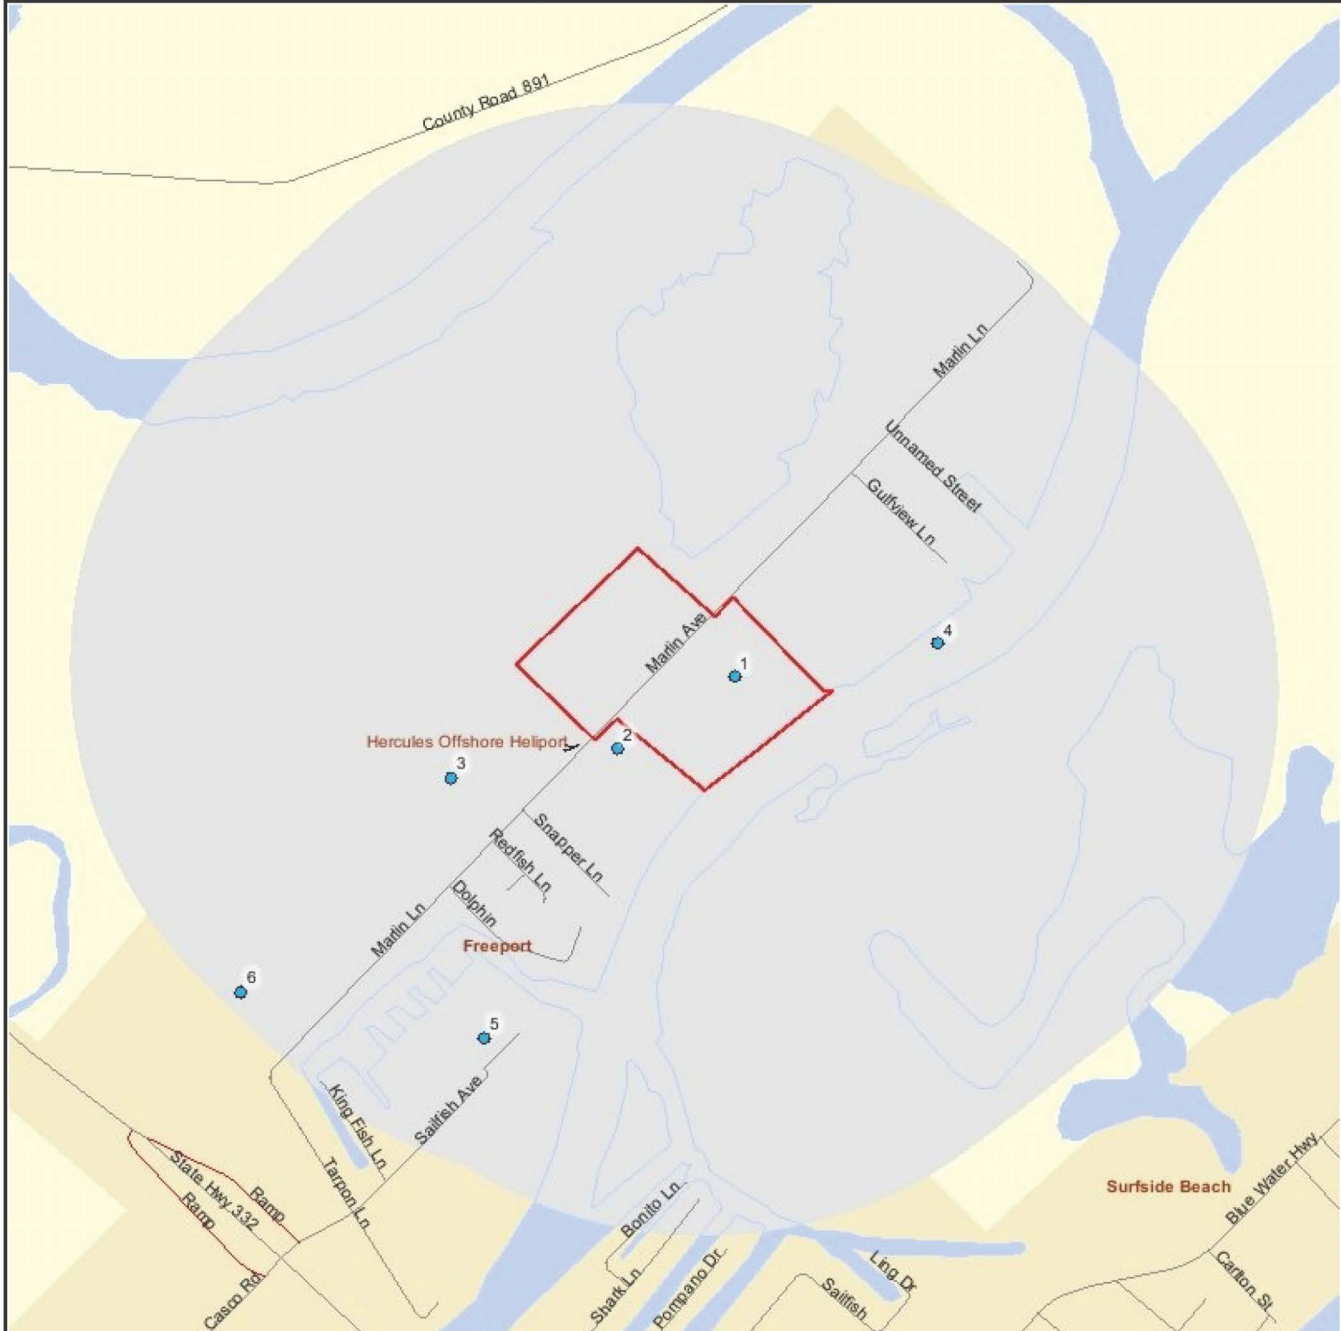 County Road 891
Marlin Ln
Unnamed Street
Gulfview Ln
Marlin Ave
4
1
2
Hercules Offshore Heliport
3
Snapper Ln
Redfish Ln
Dolphin
Marlin Ln
Freeport
6
5
King Fish Ln
Sailfish Ave
State Hwy 332
Ramp
Ramp
Tarpon Ln
Casco Rd
Bonito Ln
Shark Ln
Pompano Dr
Ling Dr
Sailfish
Surfside Beach
Blue Water Hwy
Carlton St